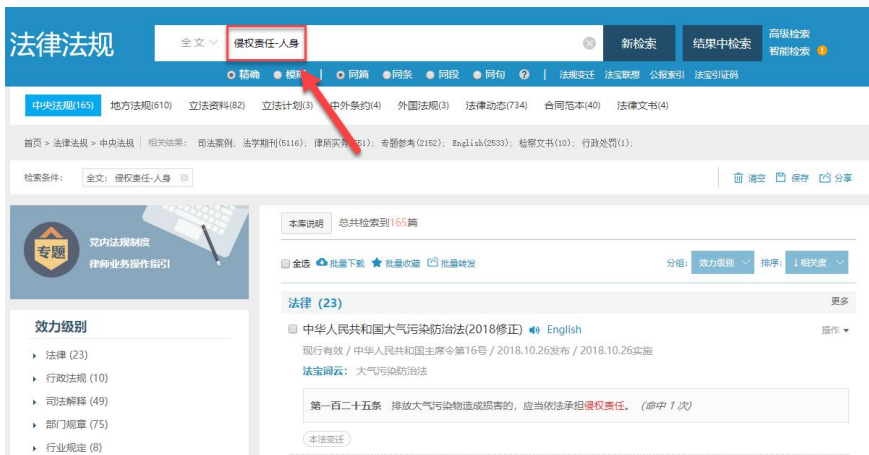 法律法规 全文 侵权责任-人身 新检索 结果中检索 高级检索
智能检索
精确 模糊 | 同篇 同条 同段 同句 ? | 法规变迁 法宝联想 公报索引 法宝引证码
中央法规(165) 地方法规(610) 立法资料(82) 立法计划(3) 中外条约(4) 外国法规(3) 法律动态(734) 合同范本(40) 法律文书(4)
首页 > 法律法规 > 中央法规 | 相关结果: 司法案例; 法学期刊(5116); 律所实务(551); 专题参考(2152); English(2533); 检察文书(10); 行政处罚(1);
检索条件: 全文: 侵权责任-人身 清空 保存 分享
专题
党内法规制度
律师业务操作指引
本库说明 总共检索到165篇
全选 批量下载 批量收藏 批量转发 分组: 效力级别 排序: ↓相关度
法律 (23) 更多
中华人民共和国大气污染防治法(2018修正) English 操作
现行有效 / 中华人民共和国主席令第16号 / 2018.10.26发布 / 2018.10.26实施
法宝词云: 大气污染防治法
第一百二十五条 排放大气污染物造成损害的,应当依法承担侵权责任。 (命中 1 次)
本法变迁
效力级别
法律 (23)
行政法规 (10)
司法解释 (49)
部门规章 (75)
行业规定 (8)